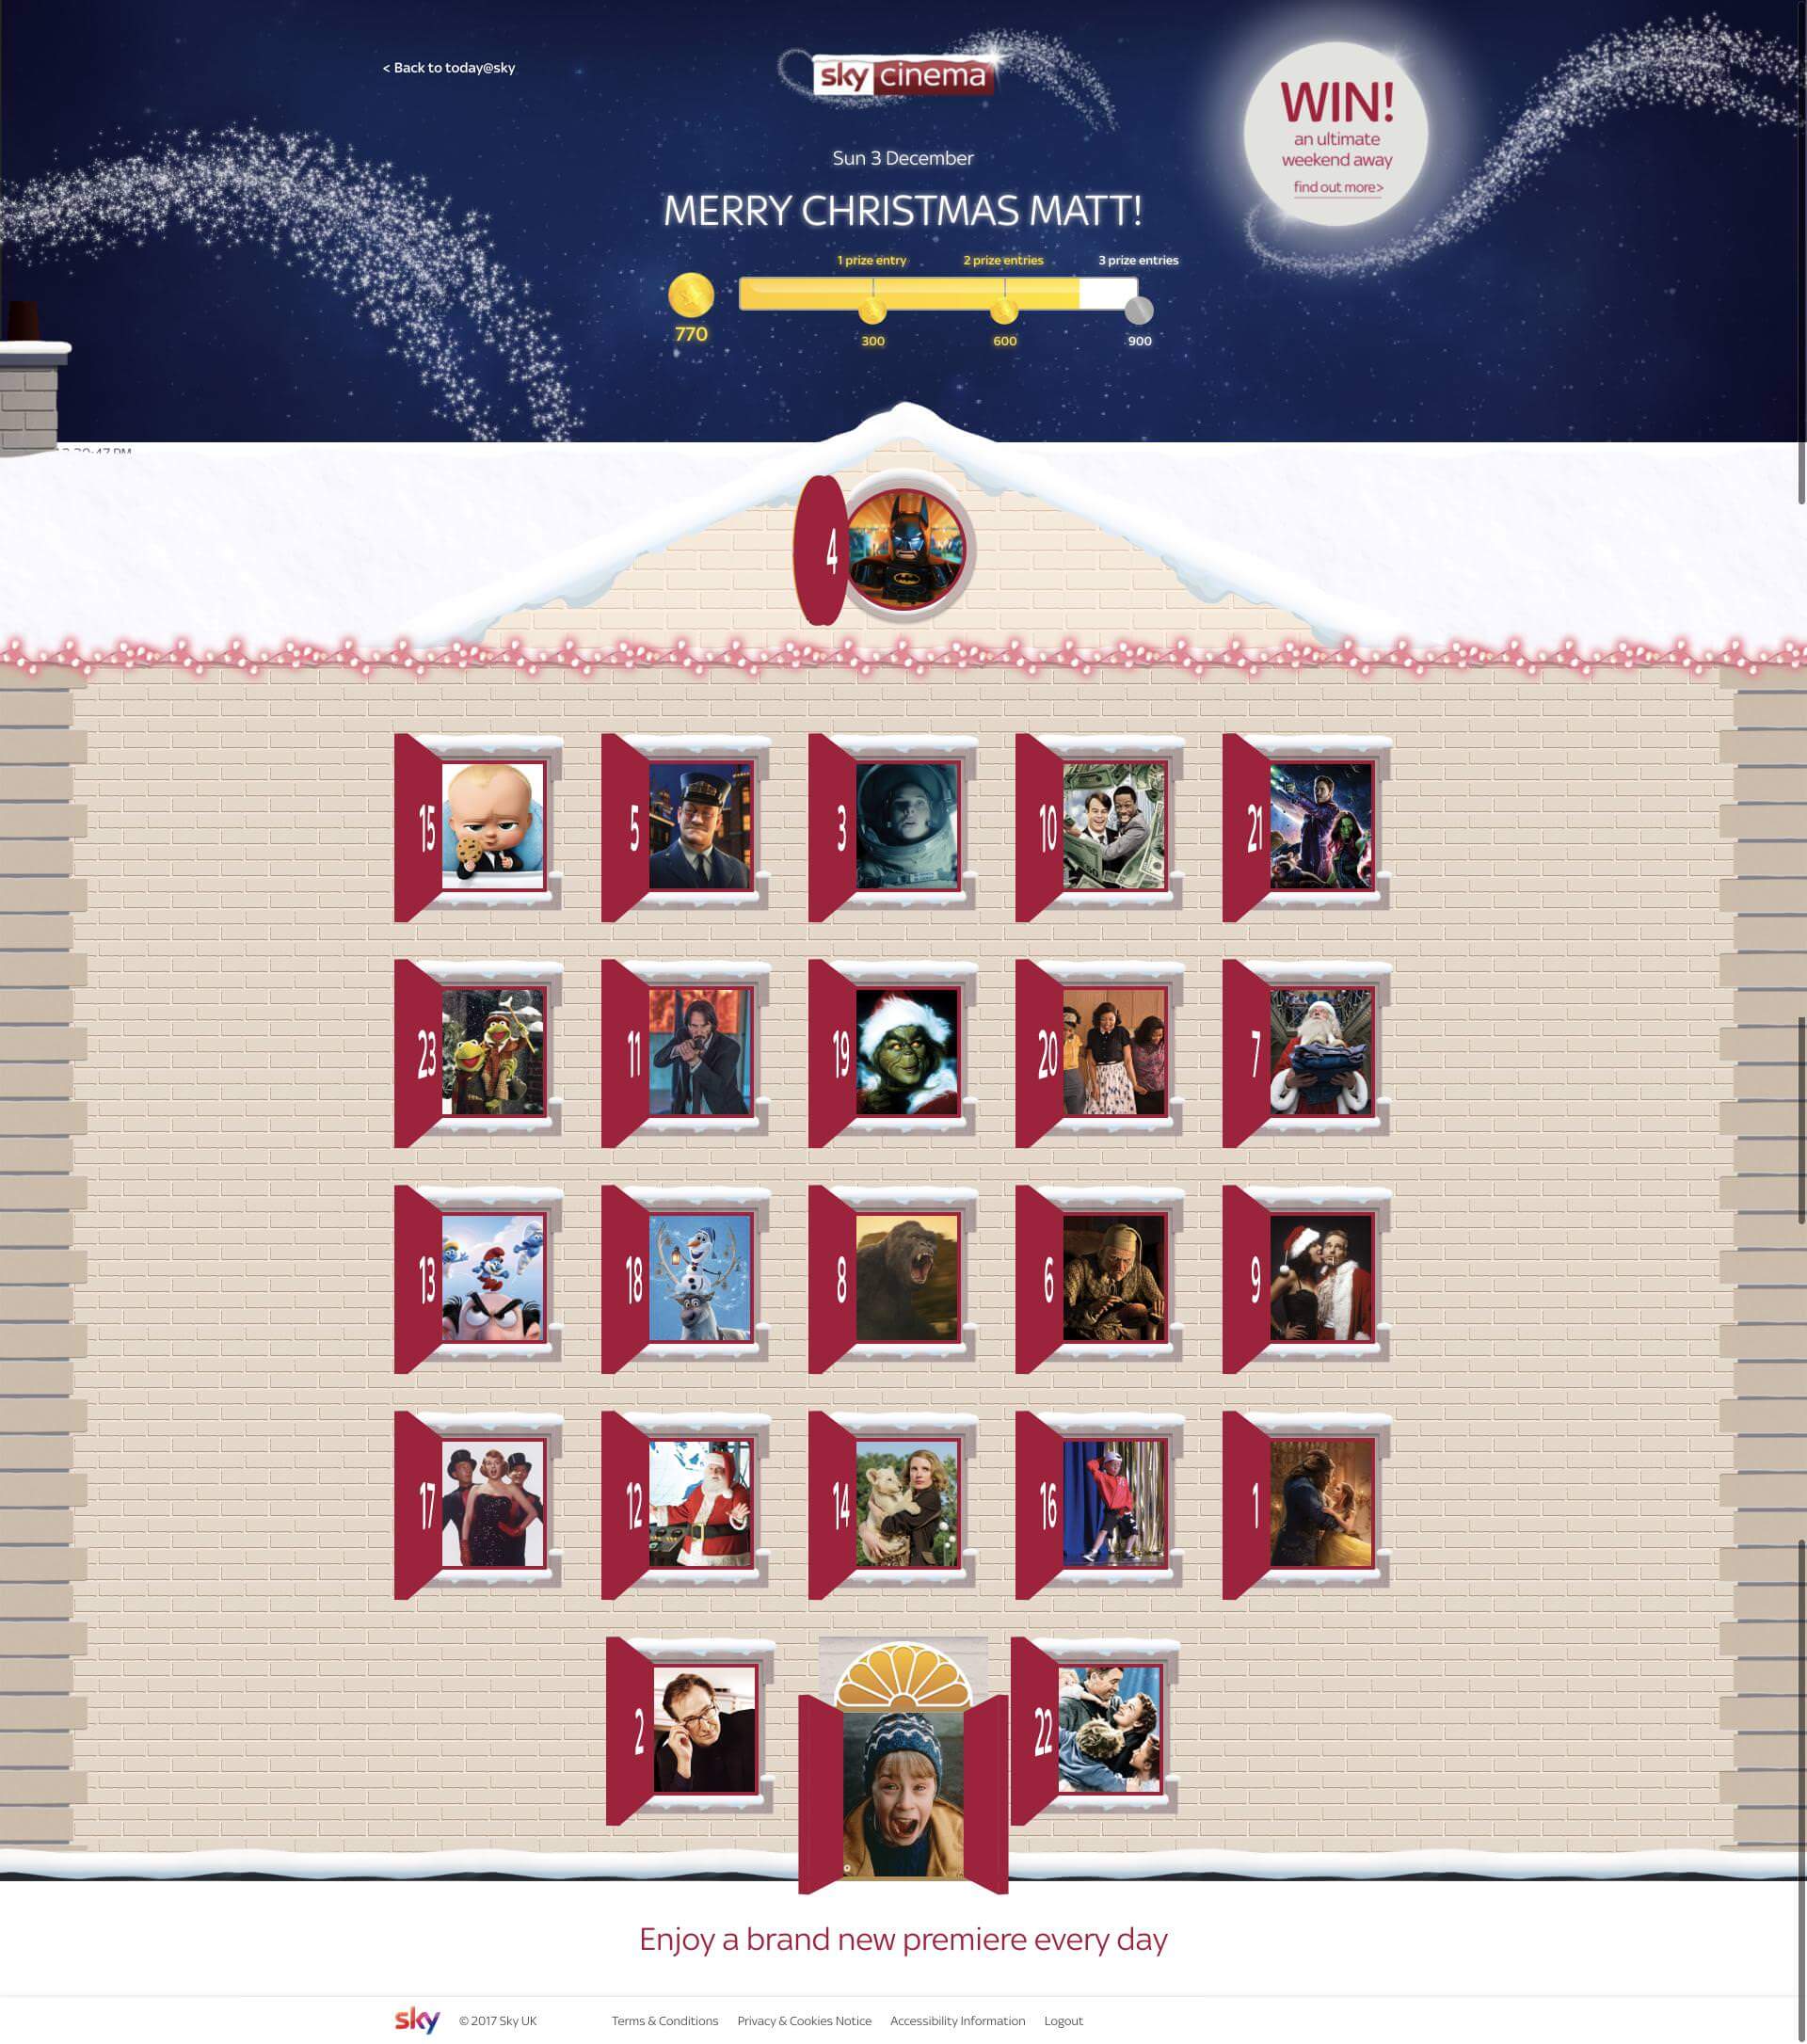 < Back to today@sky
sky cinema
WIN!
an ultimate
weekend away
find out more>
Sun 3 December
MERRY CHRISTMAS MATT!
1 prize entry
2 prize entries
3 prize entries
770
300
600
900
4
15
5
3
10
21
23
11
19
20
7
13
18
8
6
9
17
12
14
16
1
2
22
Enjoy a brand new premiere every day
sky
© 2017 Sky UK
Terms & Conditions
Privacy & Cookies Notice
Accessibility Information
Logout